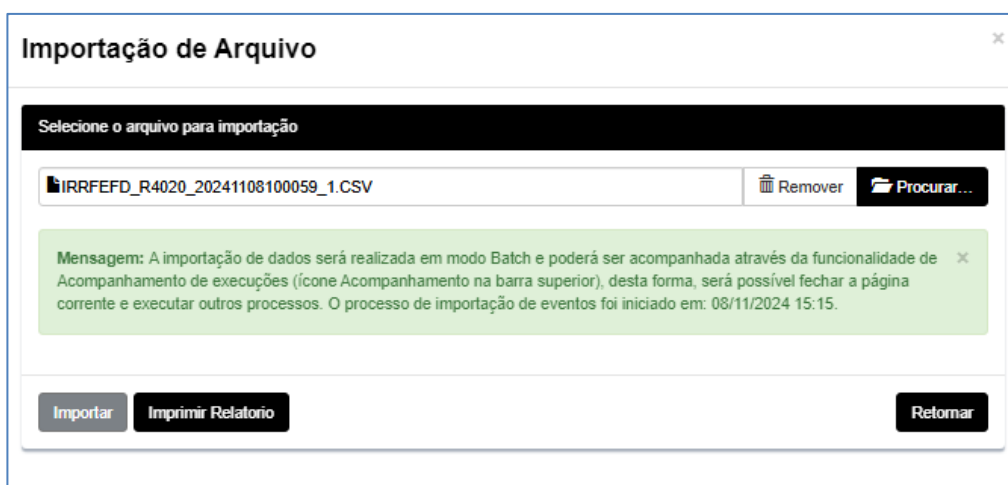 Importação de Arquivo
×
Selecione o arquivo para importação
IRRFEFD_R4020_20241108100059_1.CSV
Remover
Procurar...
Mensagem: A importação de dados será realizada em modo Batch e poderá ser acompanhada através da funcionalidade de ×
Acompanhamento de execuções (ícone Acompanhamento na barra superior), desta forma, será possível fechar a página
corrente e executar outros processos. O processo de importação de eventos foi iniciado em: 08/11/2024 15:15.
Importar
Imprimir Relatorio
Retornar